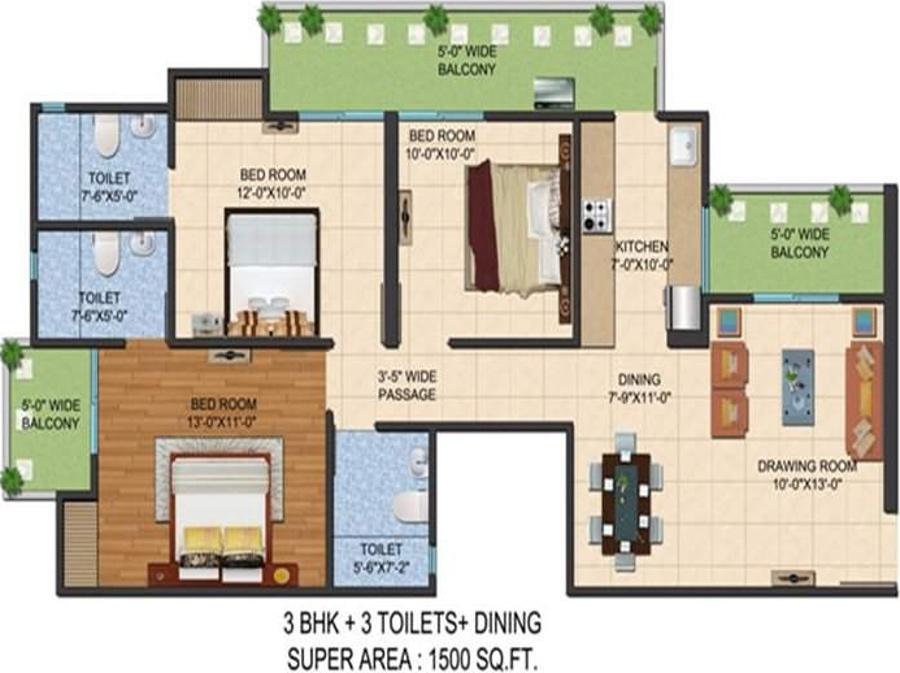 5'-0" WIDE
BALCONY
BED ROOM
10'-0"X10'-0"
TOILET
7'-6"X5'-0"
BED ROOM
12'-0"X10'-0"
5'-0" WIDE
BALCONY
KITCHEN
7'-0"X10'-0"
TOILET
7'-6"X5'-0"
3'-5" WIDE
PASSAGE
DINING
7'-9"X11'-0"
5'-0" WIDE
BALCONY
BED ROOM
13'-0"X11'-0"
DRAWING ROOM
10'-0"X13'-0"
TOILET
5'-6"X7'-2"
3 BHK + 3 TOILETS+ DINING
SUPER AREA : 1500 SQ.FT.